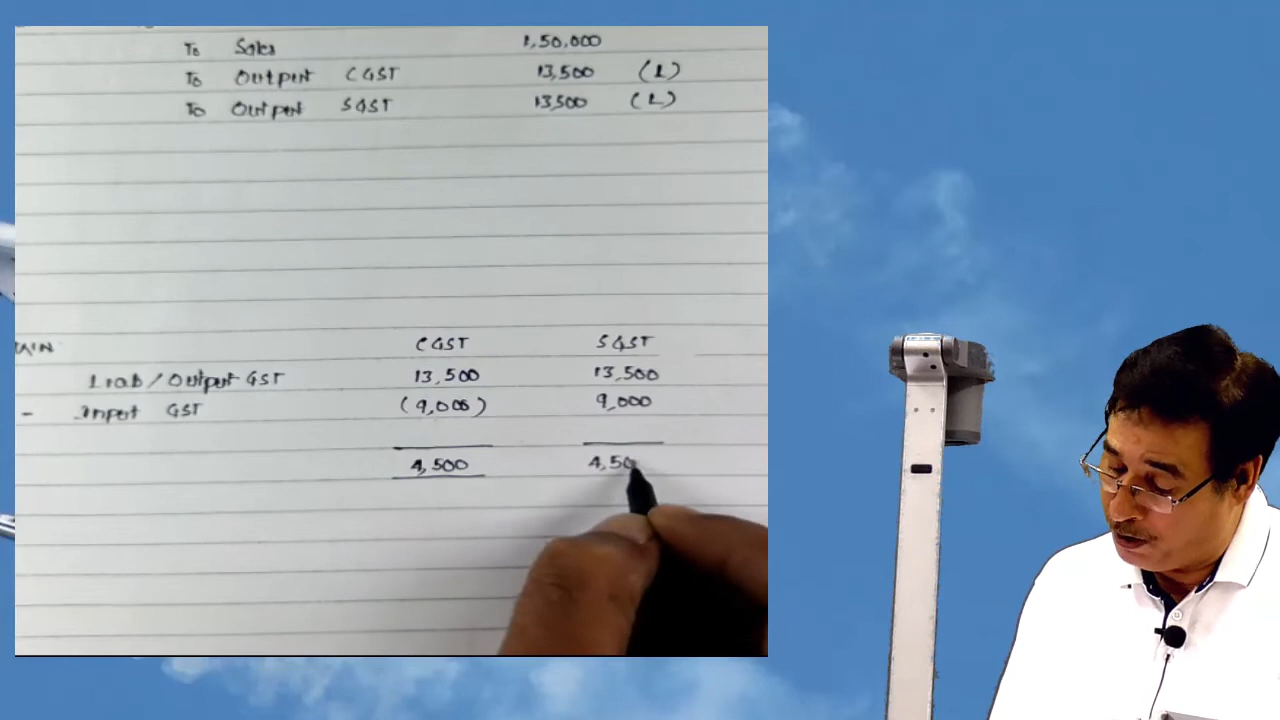 To Sales 1,50,000
To Output CGST 13,500 (L)
To Output SGST 13,500 (L)
CGST SGST
Liab/Output GST 13,500 13,500
- Input GST (9,000) 9,000
4,500 4,50